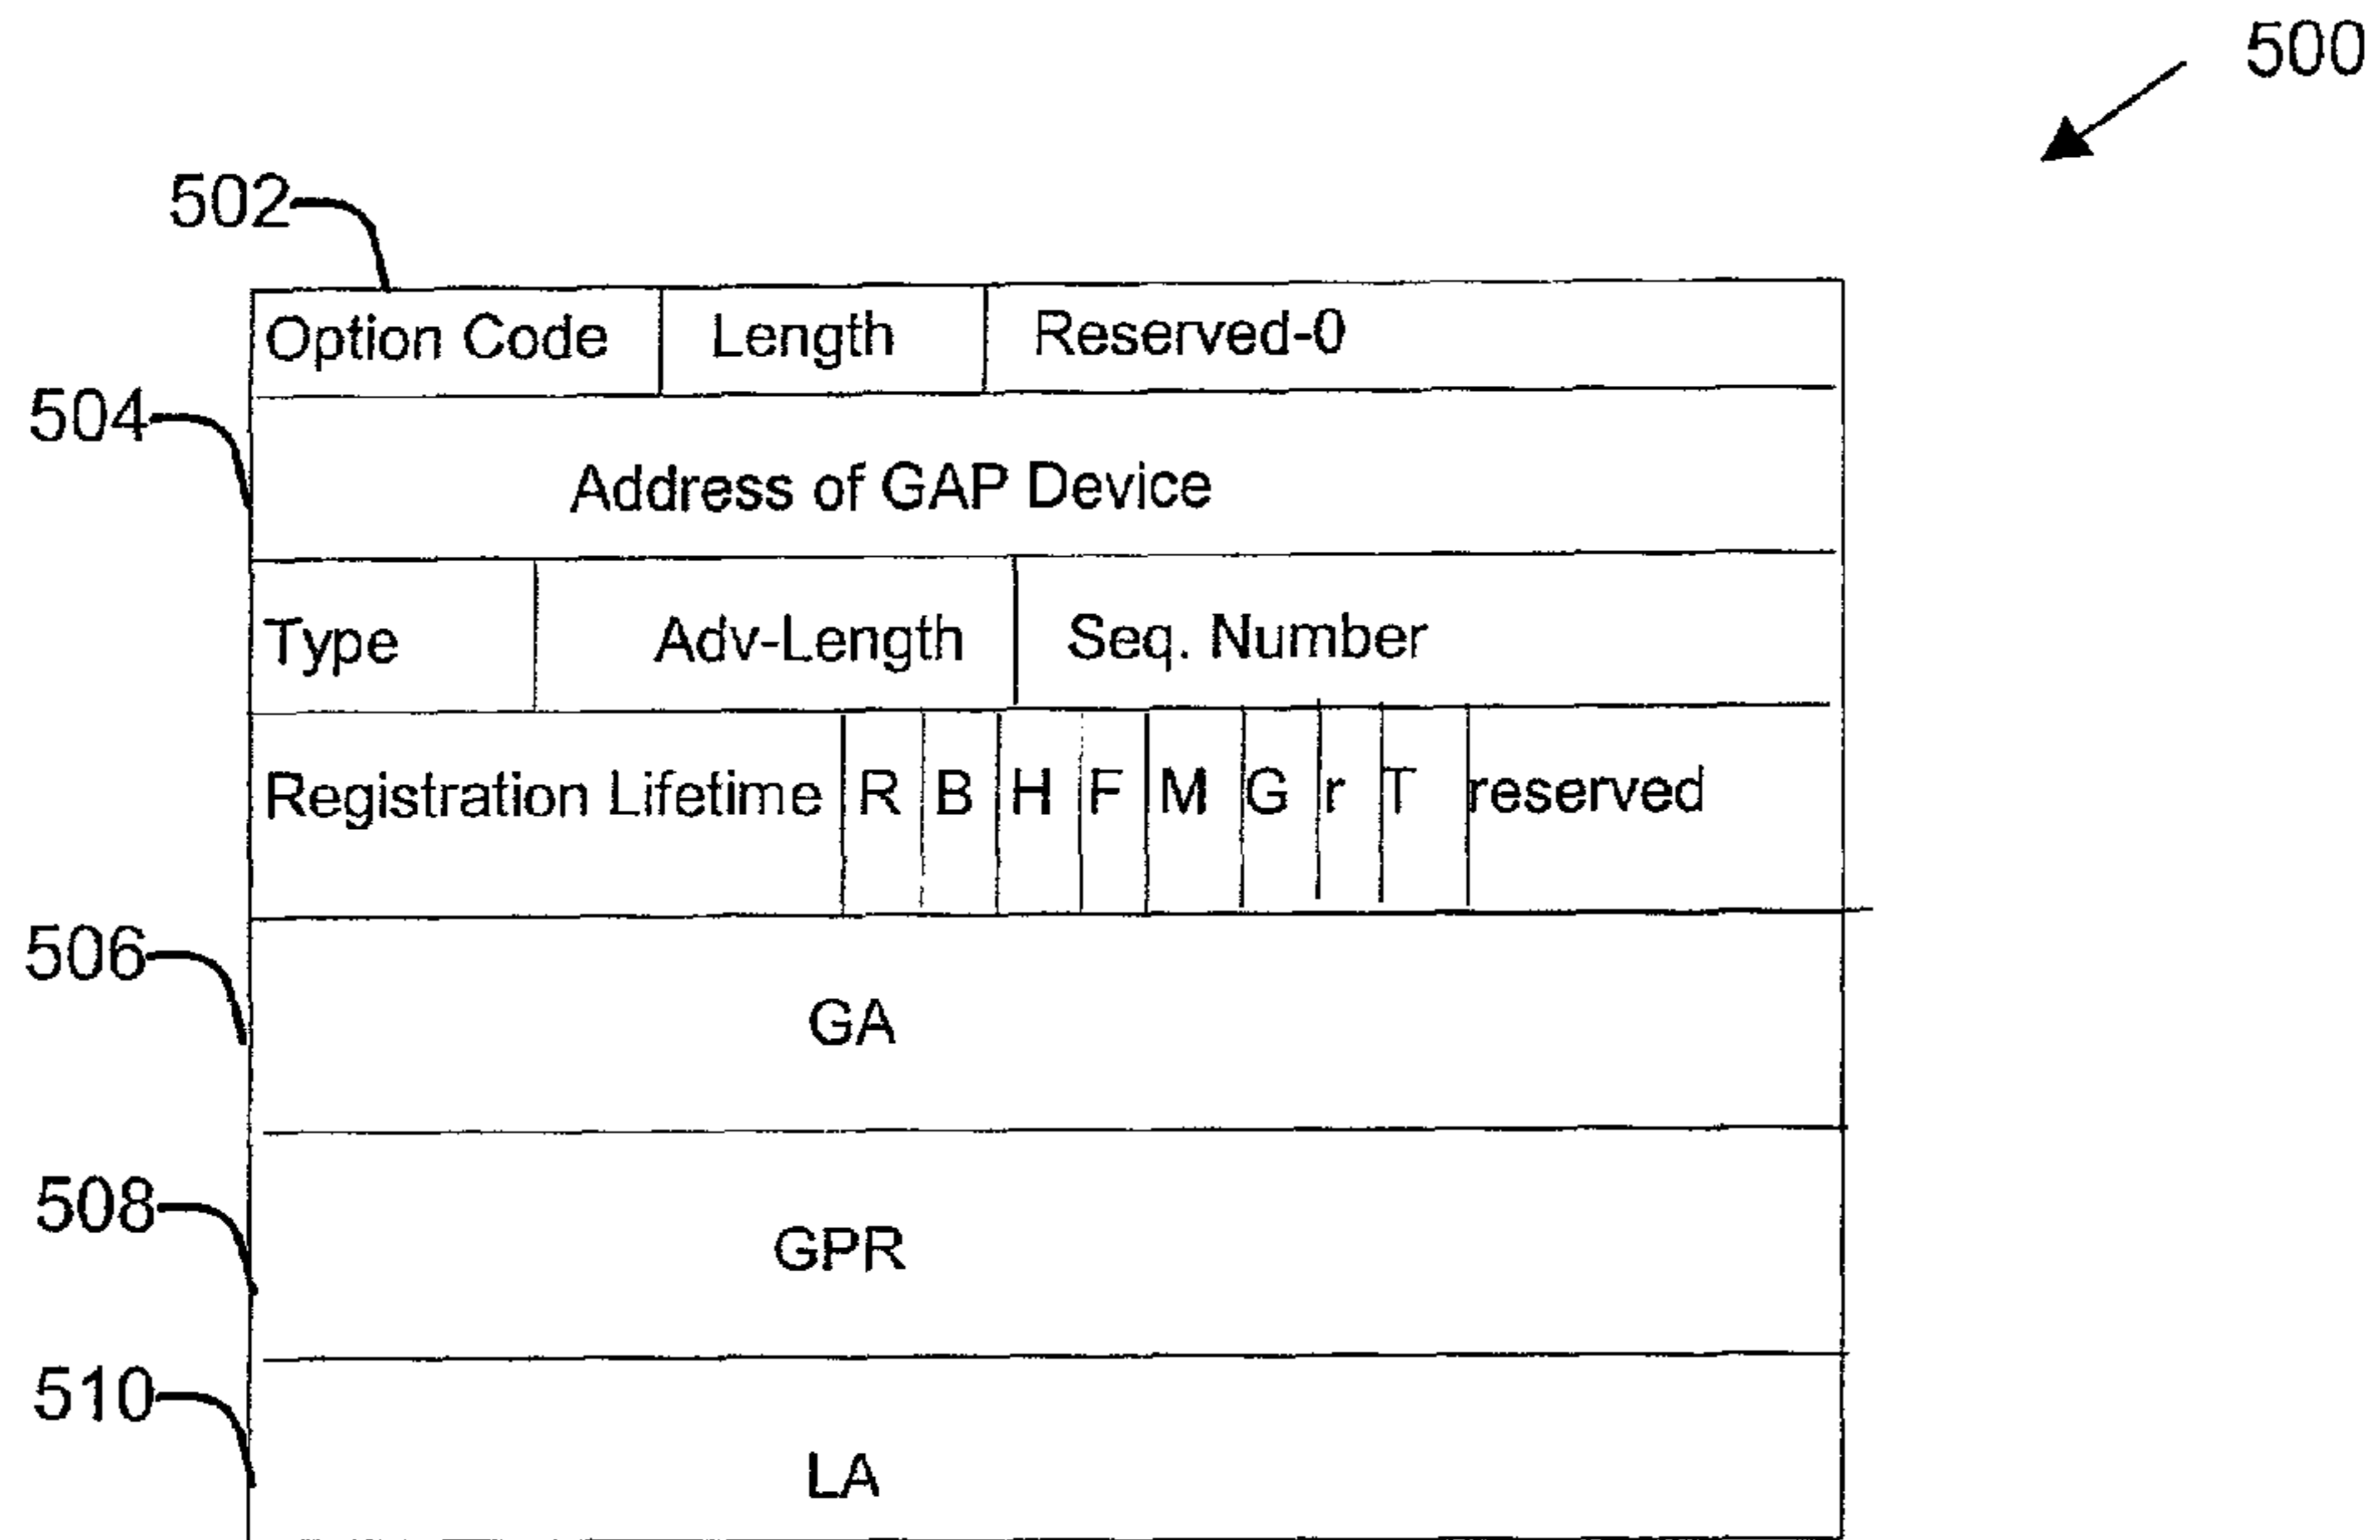 500
502
Option Code Length Reserved-0
504
Address of GAP Device
Type Adv-Length Seq. Number
Registration Lifetime R B H F M G r T reserved
506
GA
508
GPR
510
LA